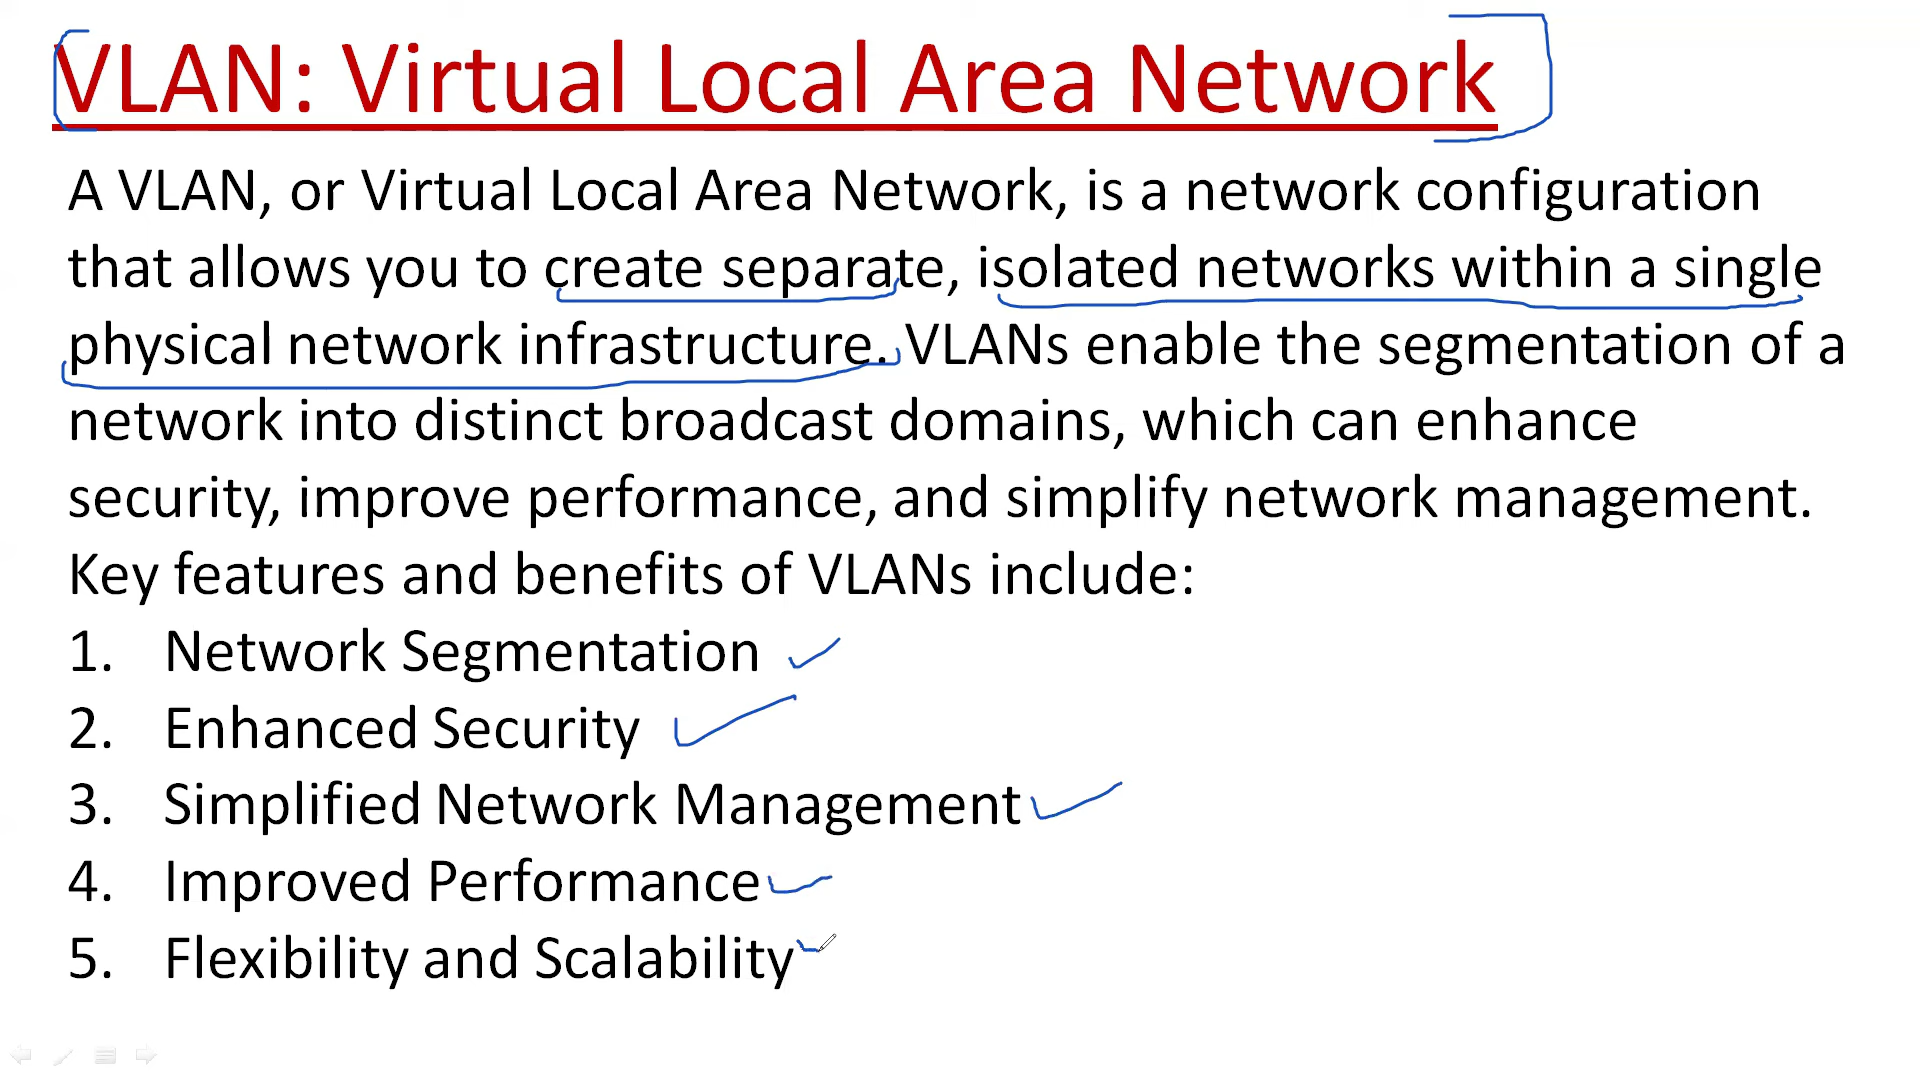 VLAN: Virtual Local Area Network
A VLAN, or Virtual Local Area Network, is a network configuration
that allows you to create separate, isolated networks within a single
physical network infrastructure. VLANs enable the segmentation of a
network into distinct broadcast domains, which can enhance
security, improve performance, and simplify network management.
Key features and benefits of VLANs include:
1. Network Segmentation
2. Enhanced Security
3. Simplified Network Management
4. Improved Performance
5. Flexibility and Scalability